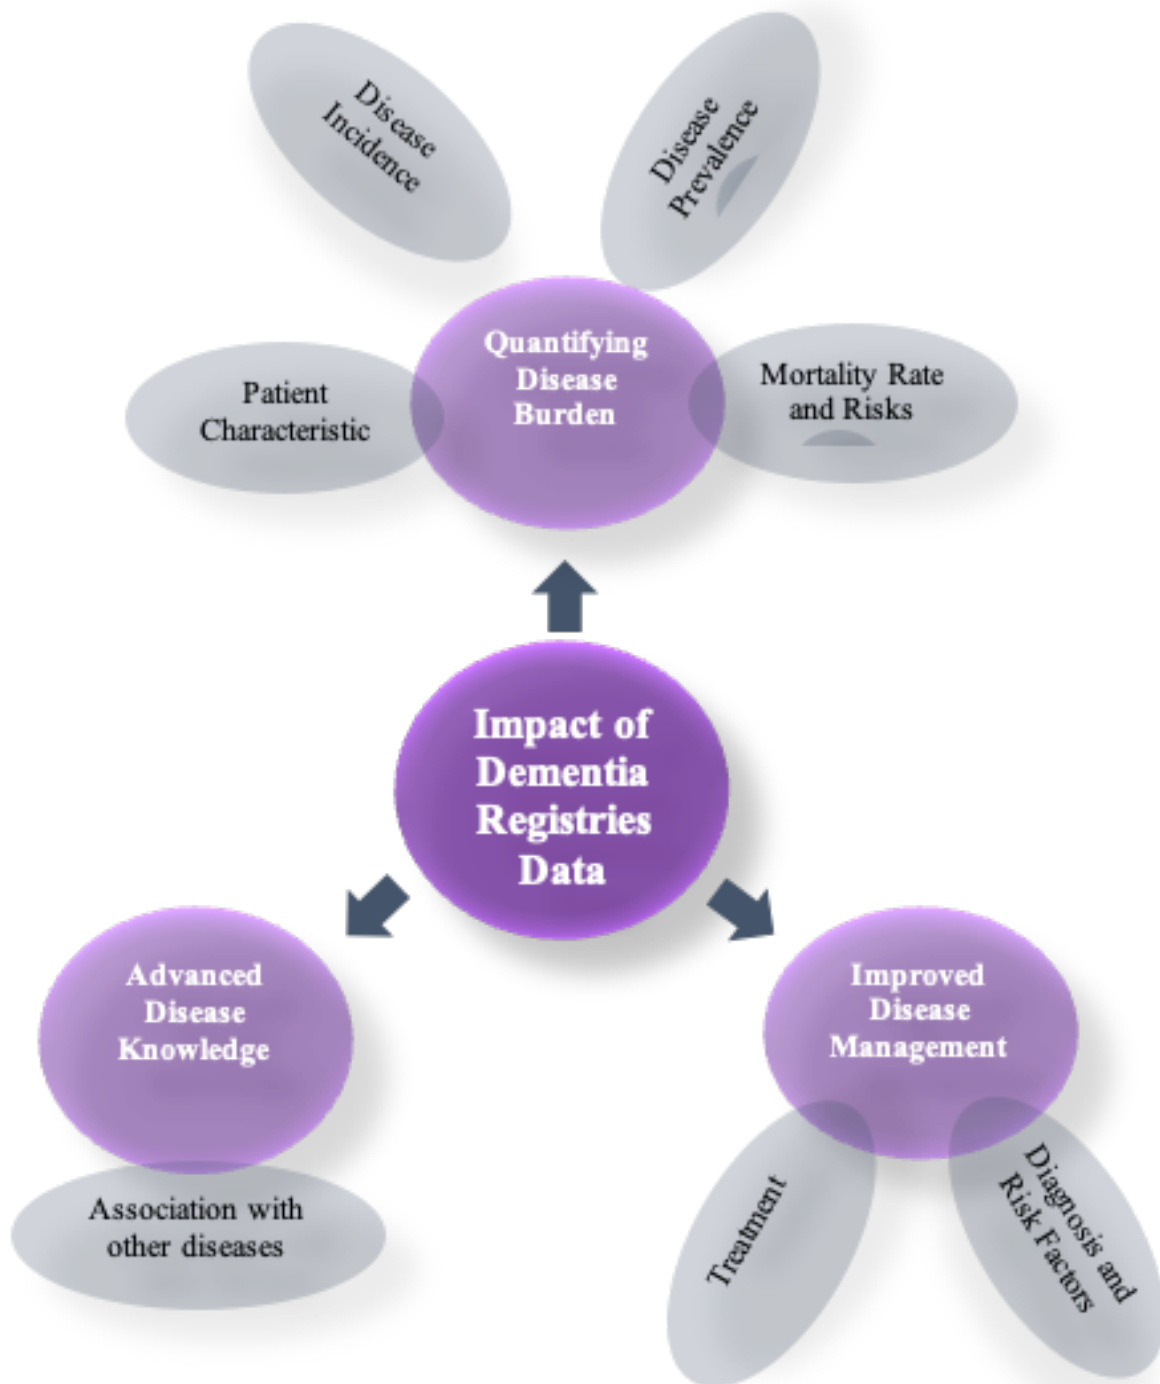 Disease
Incidence
Disease
Prevalence
Quantifying
Disease
Burden
Patient
Characteristic
Mortality Rate
and Risks
Impact of
Dementia
Registries
Data
Advanced
Disease
Knowledge
Improved
Disease
Management
Association with
other diseases
Treatment
Diagnosis and
Risk Factors